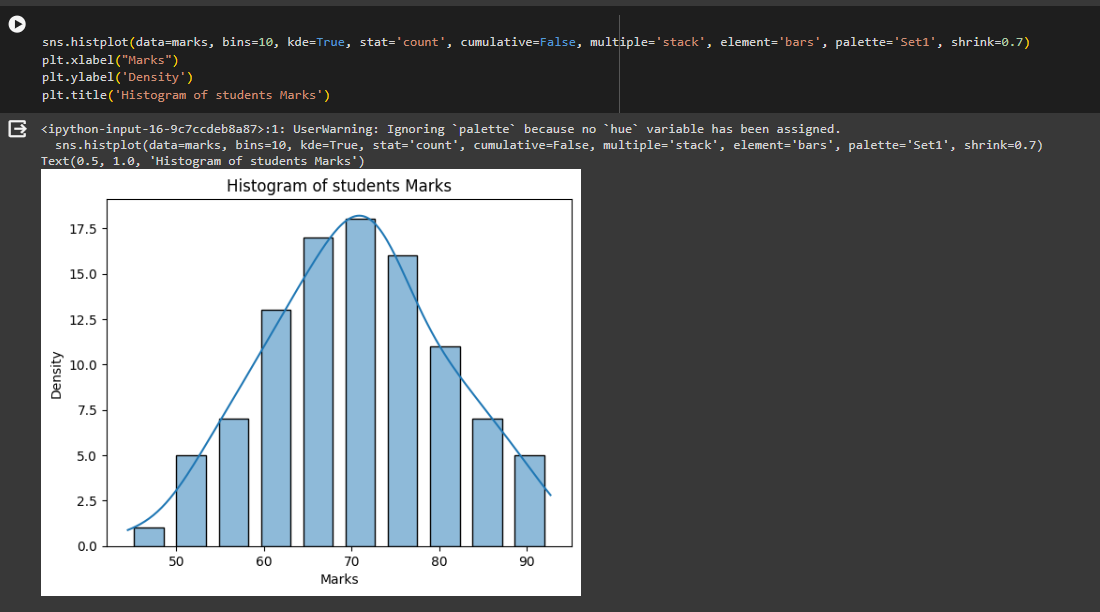 sns.histplot(data=marks, bins=10, kde=True, stat='count', cumulative=False, multiple='stack', element='bars', palette='Set1', shrink=0.7)
plt.xlabel("Marks")
plt.ylabel('Density')
plt.title('Histogram of students Marks')
<ipython-input-16-9c7ccdeb8a87>:1: UserWarning: Ignoring `palette` because no `hue` variable has been assigned.
  sns.histplot(data=marks, bins=10, kde=True, stat='count', cumulative=False, multiple='stack', element='bars', palette='Set1', shrink=0.7)
Text(0.5, 1.0, 'Histogram of students Marks')
Histogram of students Marks
17.5
15.0
12.5
10.0
7.5
5.0
2.5
0.0
Density
50 60 70 80 90
Marks